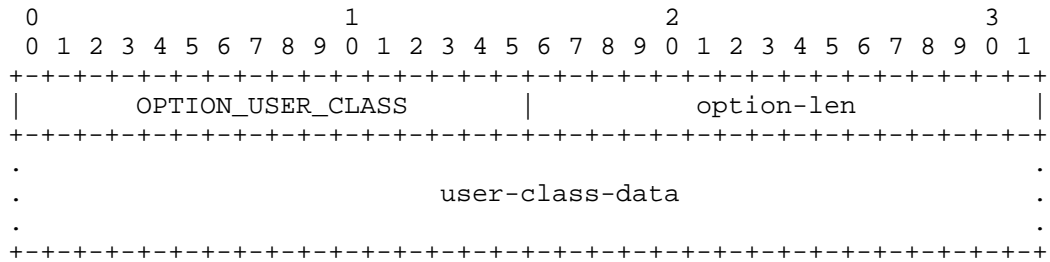 0                   1                   2                   3
 0 1 2 3 4 5 6 7 8 9 0 1 2 3 4 5 6 7 8 9 0 1 2 3 4 5 6 7 8 9 0 1
+-+-+-+-+-+-+-+-+-+-+-+-+-+-+-+-+-+-+-+-+-+-+-+-+-+-+-+-+-+-+-+-+
|       OPTION_USER_CLASS       |          option-len           |
+-+-+-+-+-+-+-+-+-+-+-+-+-+-+-+-+-+-+-+-+-+-+-+-+-+-+-+-+-+-+-+-+
.                                                               .
.                          user-class-data                      .
.                                                               .
+-+-+-+-+-+-+-+-+-+-+-+-+-+-+-+-+-+-+-+-+-+-+-+-+-+-+-+-+-+-+-+-+